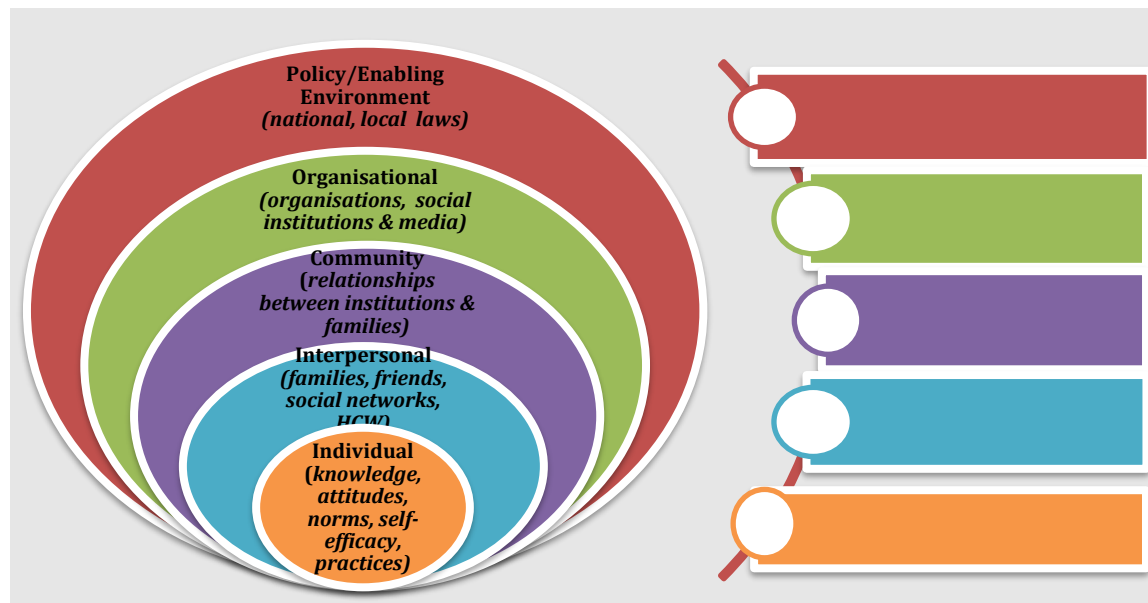 Policy/Enabling
Environment
(national, local laws)
Organisational
(organisations, social
institutions & media)
Community
(relationships
between institutions &
families)
Interpersonal
(families, friends,
social networks,
HCW)
Individual
(knowledge,
attitudes,
norms, self-
efficacy,
practices)